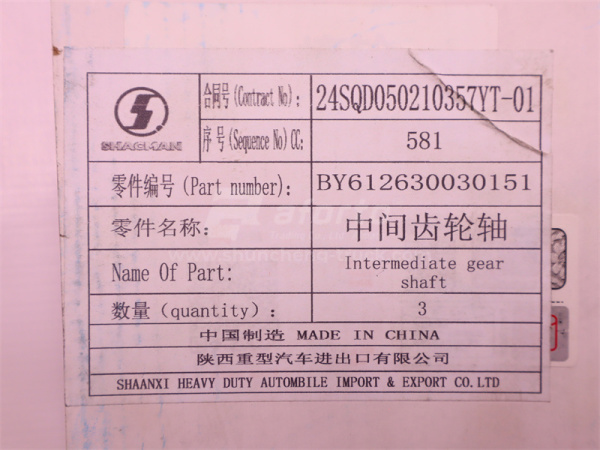 SHACMAN
合同号(Contract No):
24SQD050210357YT-01
序号(Sequence No)CC:
581
零件编号(Part number):
BY612630030151
零件名称:
中间齿轮轴
Name Of Part:
Intermediate gear
shaft
数量(quantity):
3
中国制造 MADE IN CHINA
陕西重型汽车进出口有限公司
SHAANXI HEAVY DUTY AUTOMBILE IMPORT & EXPORT CO.LTD